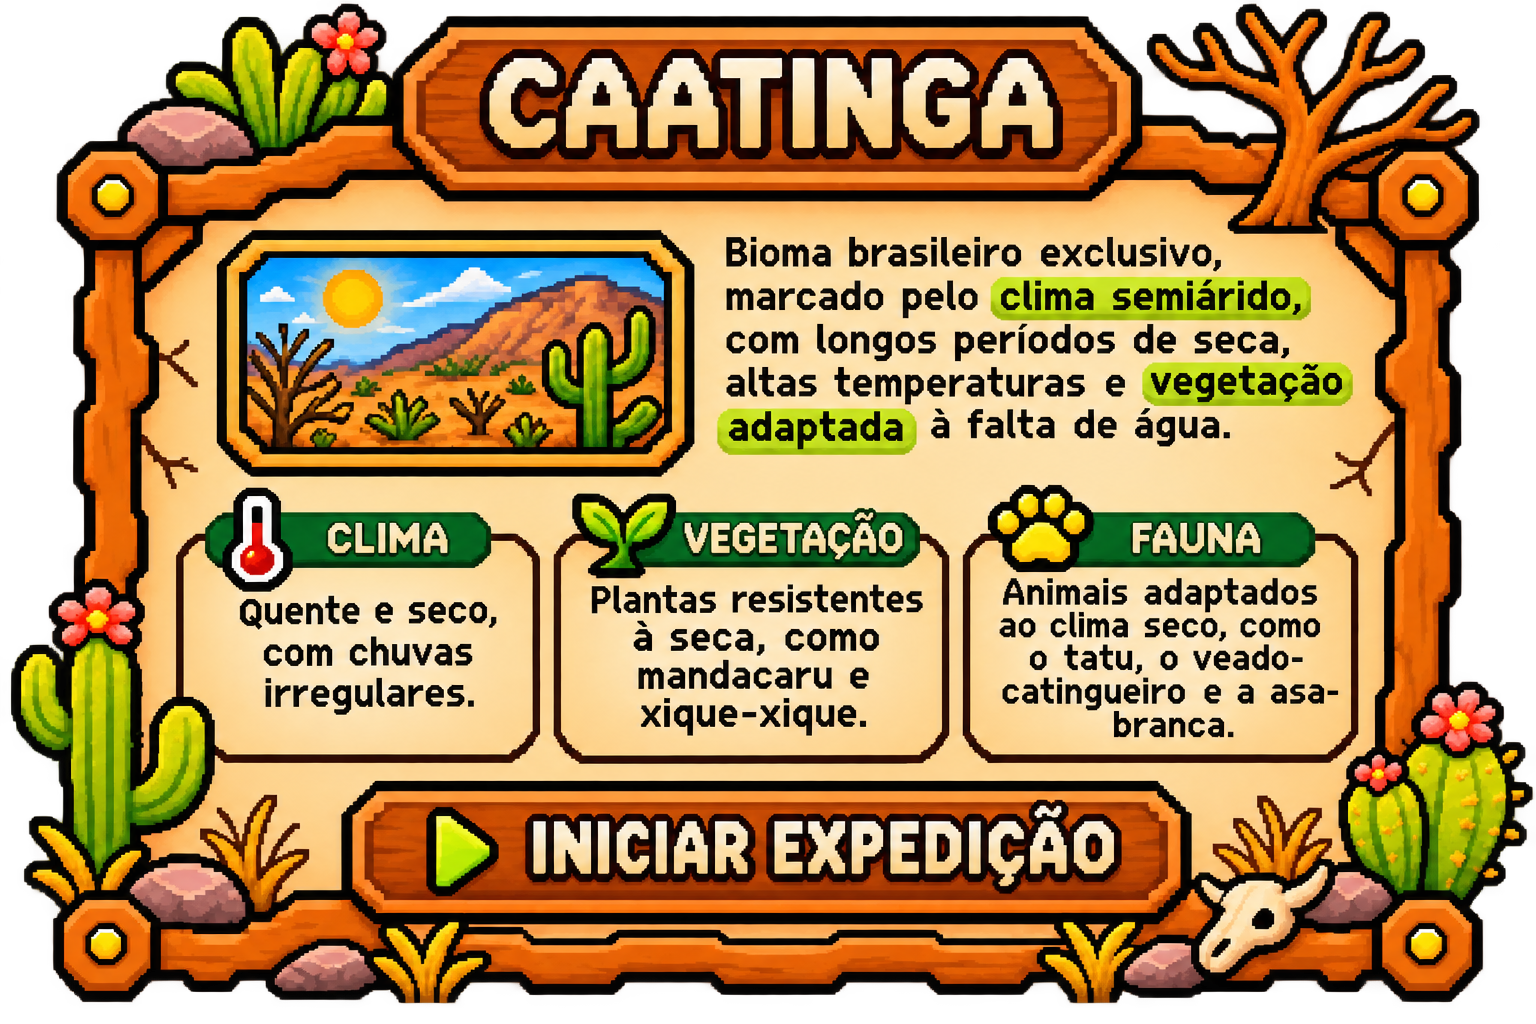 CAATINGA
Bioma brasileiro exclusivo,
marcado pelo clima semiárido,
com longos períodos de seca,
altas temperaturas e vegetação
adaptada à falta de água.
CLIMA
Quente e seco,
com chuvas
irregulares.
VEGETAÇÃO
Plantas resistentes
à seca, como
mandacaru e
xique-xique.
FAUNA
Animais adaptados
ao clima seco, como
o tatu, o veado-
catingueiro e a asa-
branca.
INICIAR EXPEDIÇÃO